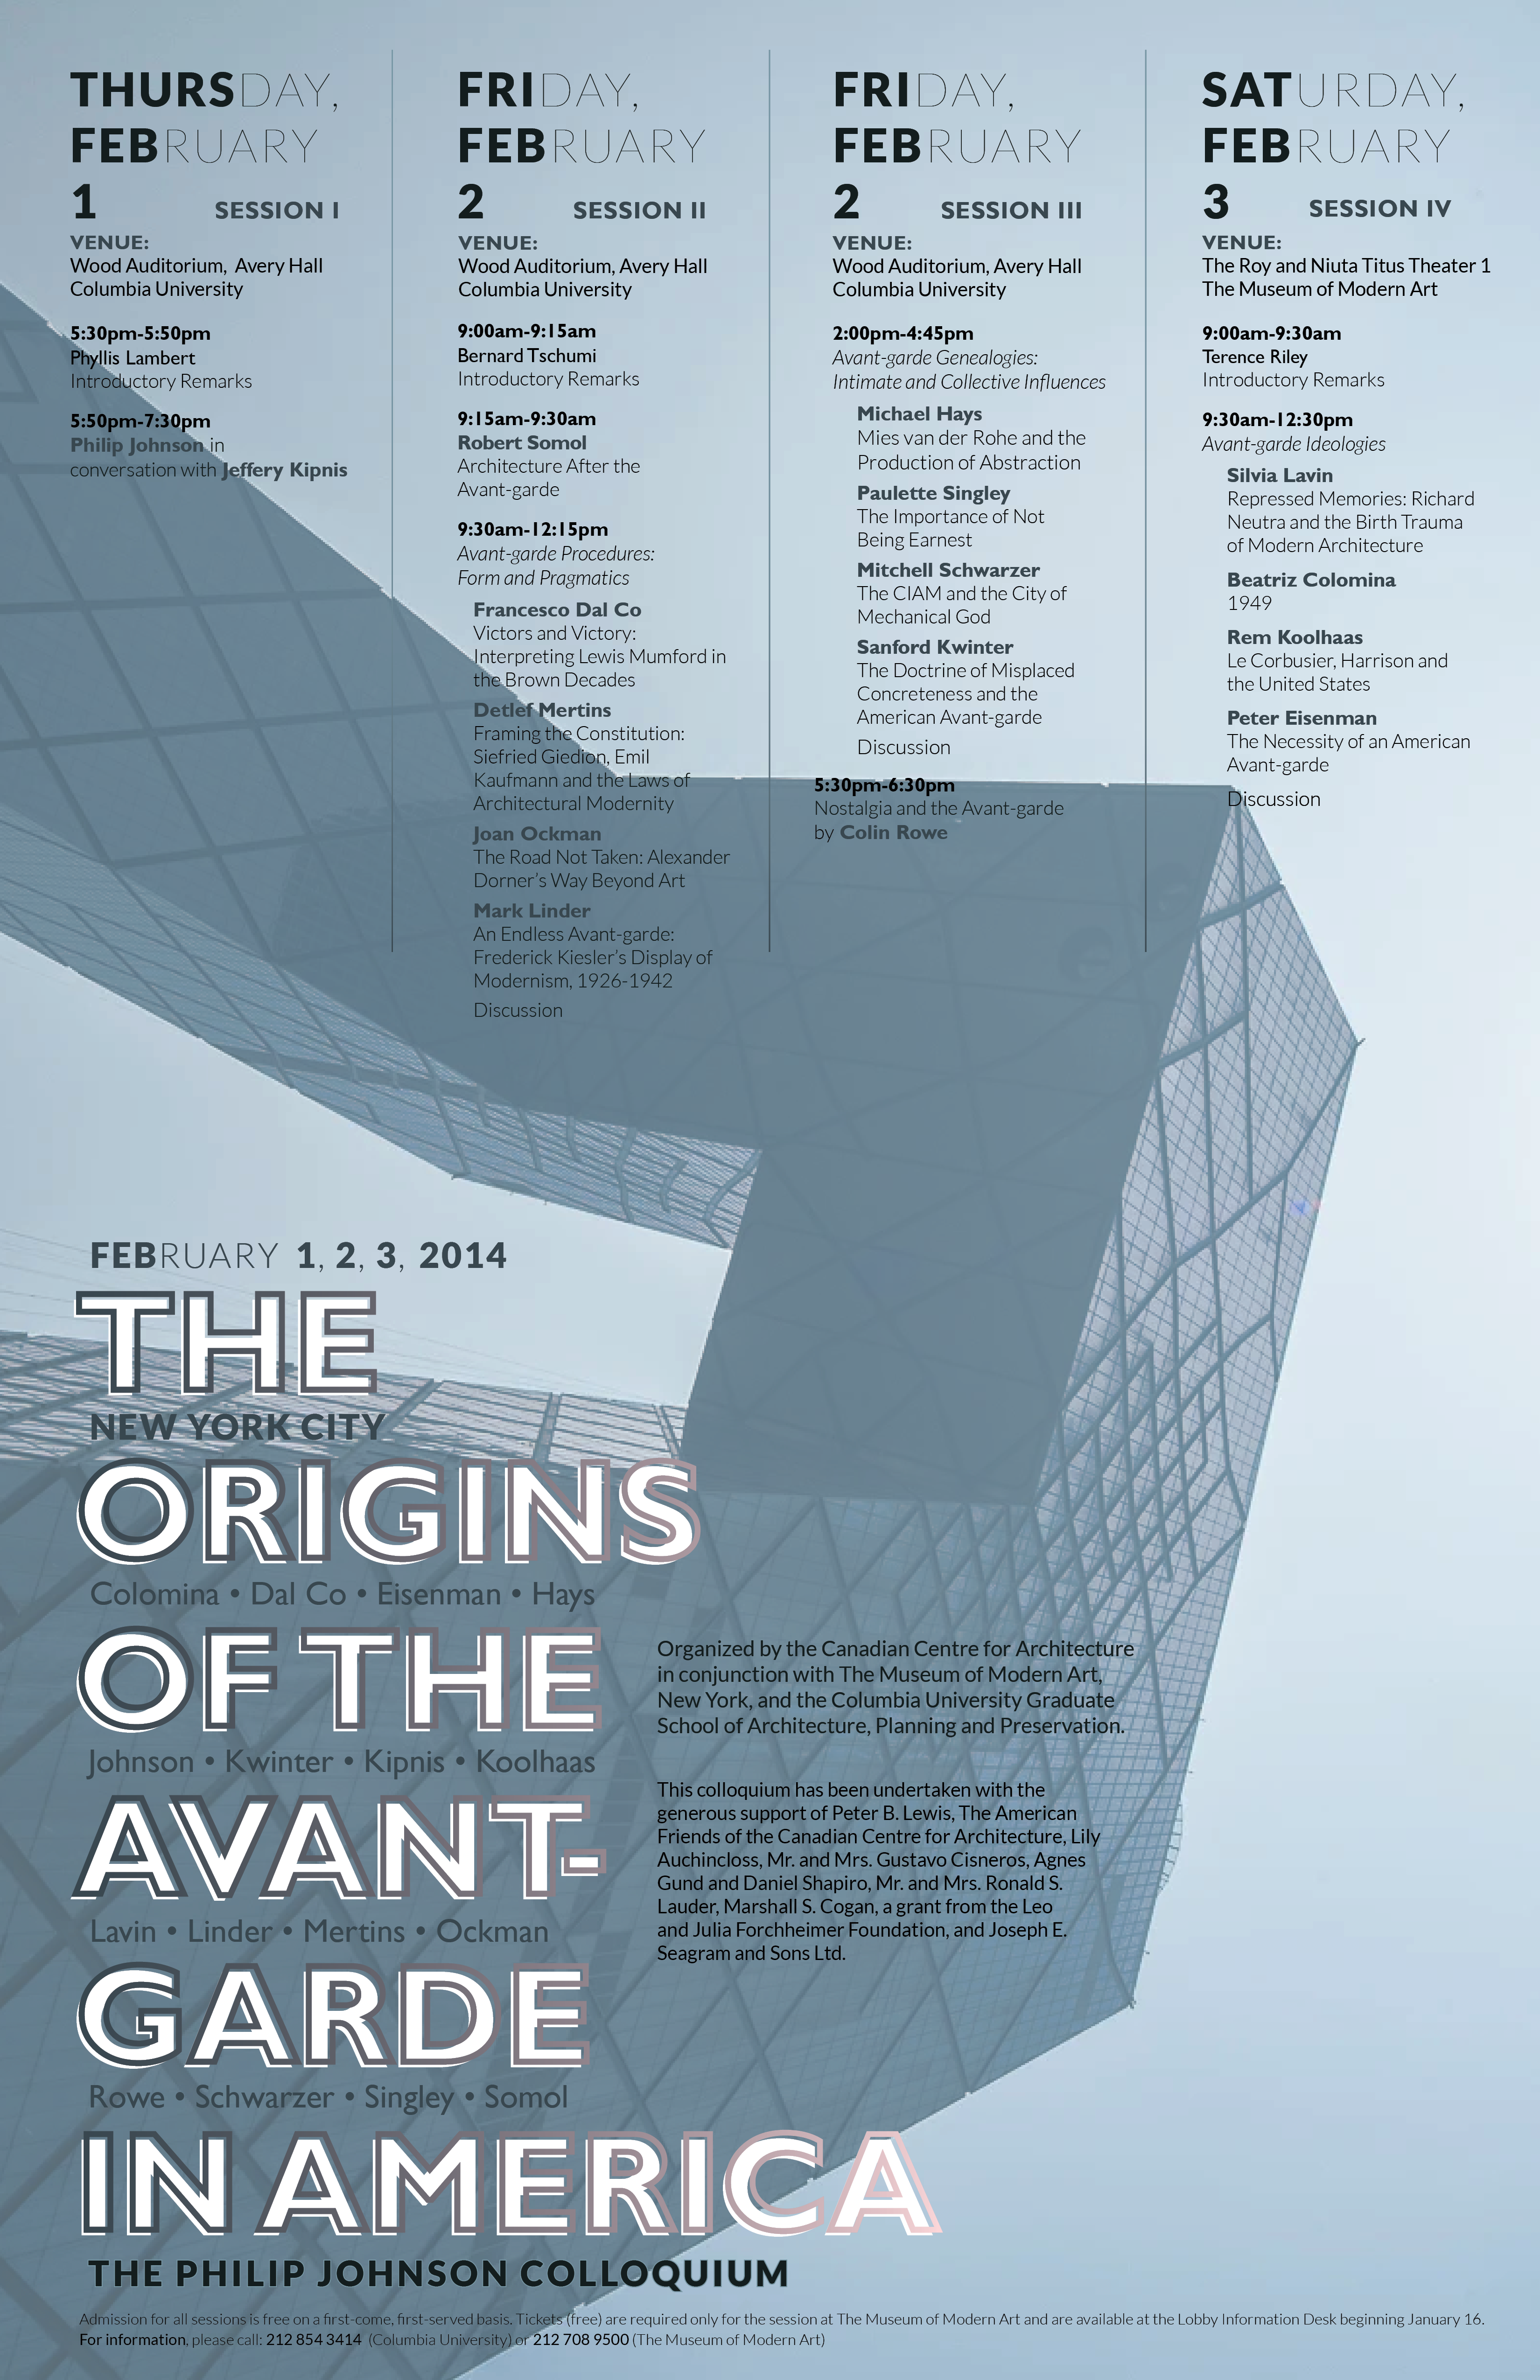 THURSDAY,
FEBRUARY
1 SESSION I
VENUE:
Wood Auditorium, Avery Hall
Columbia University
5:30pm-5:50pm
Phyllis Lambert
Introductory Remarks
5:50pm-7:30pm
Philip Johnson in
conversation with Jeffery Kipnis
FRIDAY,
FEBRUARY
2 SESSION II
VENUE:
Wood Auditorium, Avery Hall
Columbia University
9:00am-9:15am
Bernard Tschumi
Introductory Remarks
9:15am-9:30am
Robert Somol
Architecture After the
Avant-garde
9:30am-12:15pm
Avant-garde Procedures:
Form and Pragmatics
Francesco Dal Co
Victors and Victory:
Interpreting Lewis Mumford in
the Brown Decades
Detlef Mertins
Framing the Constitution:
Siefried Giedion, Emil
Kaufmann and the Laws of
Architectural Modernity
Joan Ockman
The Road Not Taken: Alexander
Dorner's Way Beyond Art
Mark Linder
An Endless Avant-garde:
Frederick Kiesler's Display of
Modernism, 1926-1942
Discussion
FRIDAY,
FEBRUARY
2 SESSION III
VENUE:
Wood Auditorium, Avery Hall
Columbia University
2:00pm-4:45pm
Avant-garde Genealogies:
Intimate and Collective Influences
Michael Hays
Mies van der Rohe and the
Production of Abstraction
Paulette Singley
The Importance of Not
Being Earnest
Mitchell Schwarzer
The CIAM and the City of
Mechanical God
Sanford Kwinter
The Doctrine of Misplaced
Concreteness and the
American Avant-garde
Discussion
5:30pm-6:30pm
Nostalgia and the Avant-garde
by Colin Rowe
SATURDAY,
FEBRUARY
3 SESSION IV
VENUE:
The Roy and Niuta Titus Theater 1
The Museum of Modern Art
9:00am-9:30am
Terence Riley
Introductory Remarks
9:30am-12:30pm
Avant-garde Ideologies
Silvia Lavin
Repressed Memories: Richard
Neutra and the Birth Trauma
of Modern Architecture
Beatriz Colomina
1949
Rem Koolhaas
Le Corbusier, Harrison and
the United States
Peter Eisenman
The Necessity of an American
Avant-garde
Discussion
FEBRUARY 1, 2, 3, 2014
THE
NEW YORK CITY
ORIGINS
Colomina • Dal Co • Eisenman • Hays
OF THE
Johnson • Kwinter • Kipnis • Koolhaas
AVANT-
Lavin • Linder • Mertins • Ockman
GARDE
Rowe • Schwarzer • Singley • Somol
IN AMERICA
THE PHILIP JOHNSON COLLOQUIUM
Organized by the Canadian Centre for Architecture
in conjunction with The Museum of Modern Art,
New York, and the Columbia University Graduate
School of Architecture, Planning and Preservation.
This colloquium has been undertaken with the
generous support of Peter B. Lewis, The American
Friends of the Canadian Centre for Architecture, Lily
Auchincloss, Mr. and Mrs. Gustavo Cisneros, Agnes
Gund and Daniel Shapiro, Mr. and Mrs. Ronald S.
Lauder, Marshall S. Cogan, a grant from the Leo
and Julia Forchheimer Foundation, and Joseph E.
Seagram and Sons Ltd.
Admission for all sessions is free on a first-come, first-served basis. Tickets (free) are required only for the session at The Museum of Modern Art and are available at the Lobby Information Desk beginning January 16.
For information, please call: 212 854 3414 (Columbia University) or 212 708 9500 (The Museum of Modern Art)